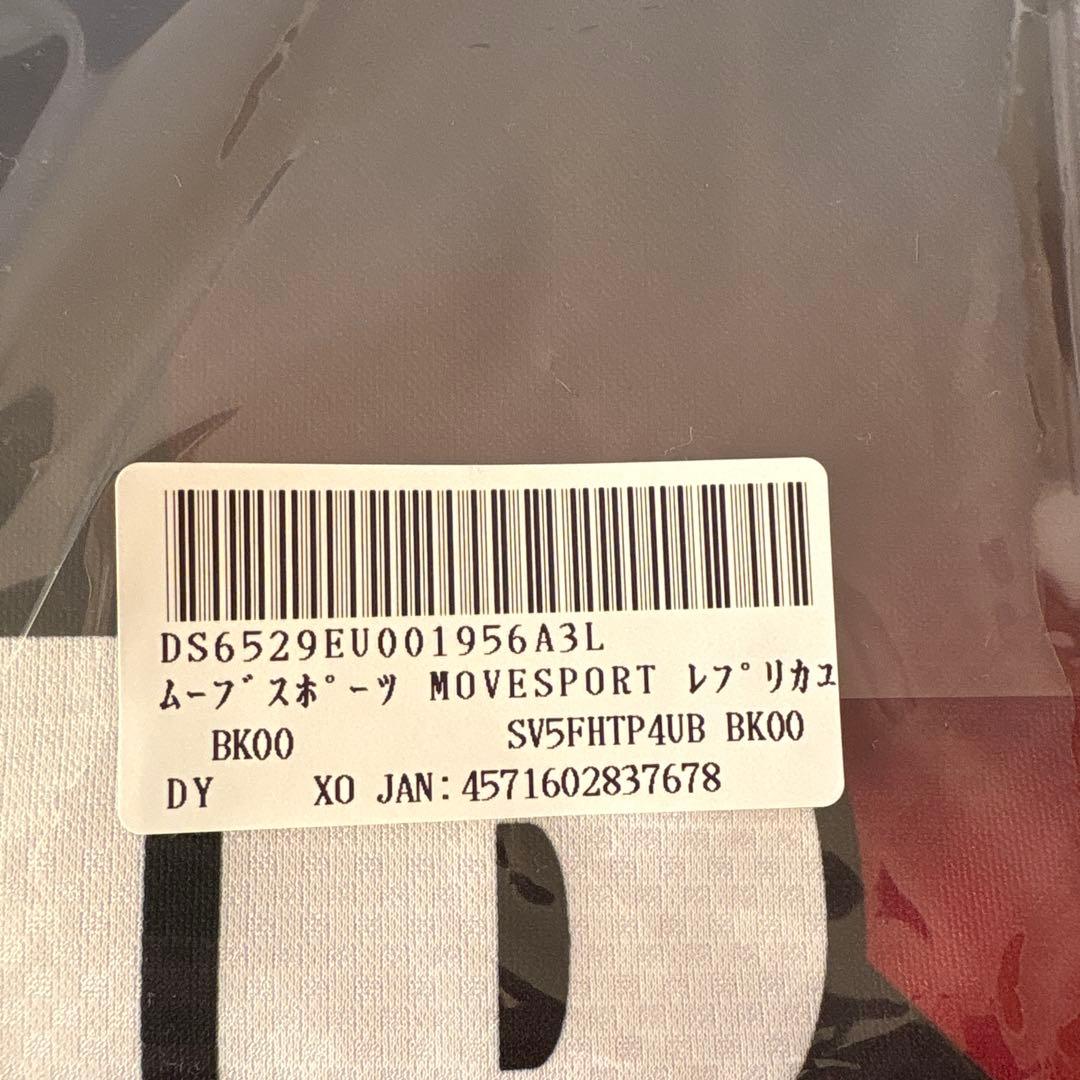 DS6529EU001956A3L
ムーブスポーツ MOVESPORT レプリカユ
BK00 SV5FHTP4UB BK00
DY XO JAN:4571602837678